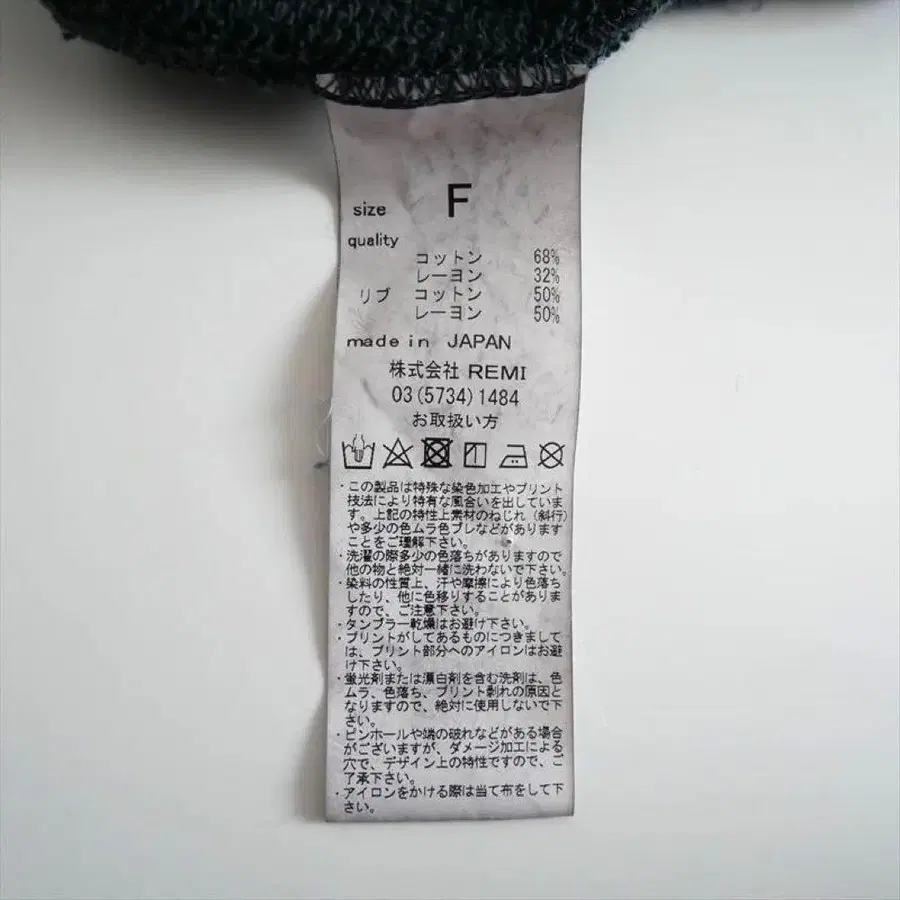 size F
quality
コットン 68%
レーヨン 32%
リブ コットン 50%
レーヨン 50%
made in JAPAN
株式会社 REMI
03(5734)1484
お取扱い方
・この製品は特殊な染色加工やプリント
技法により特有な風合いを出していま
す。上記の特性上素材のねじれ(斜行)
や多少の色ムラ色ブレなどがあります
ことをご理解下さい。
・洗濯の際多少の色落ちがありますので
他の物と絶対一緒に洗わないで下さい。
・染料の性質上、汗や摩擦により色落ち
したり、他に色移りすることがありま
すので、ご注意下さい。
・タンブラー乾燥はお避け下さい。
・プリントがしてあるものにつきまして
は、プリント部分へのアイロンはお避
け下さい。
・蛍光剤または漂白剤を含む洗剤は、色
ムラ、色落ち、プリント剥れの原因と
なりますので、絶対に使用しないで下
さい。
・ピンホールや端の破れなどがある場合
がございますが、ダメージ加工による
穴で、デザイン上の特性ですので、ご
了承下さい。
・アイロンをかける際は当て布をして下
さい。